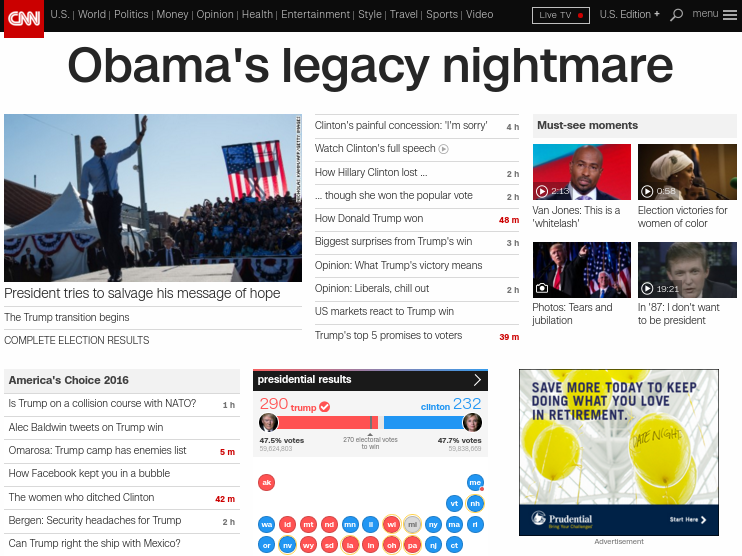 CNN
U.S. | World | Politics | Money | Opinion | Health | Entertainment | Style | Travel | Sports | Video
Live TV
U.S. Edition +
menu
Obama's legacy nightmare
President tries to salvage his message of hope
The Trump transition begins
COMPLETE ELECTION RESULTS
Clinton's painful concession: 'I'm sorry' 4 h
Watch Clinton's full speech
How Hillary Clinton lost ... 2 h
... though she won the popular vote 2 h
How Donald Trump won 48 m
Biggest surprises from Trump's win 3 h
Opinion: What Trump's victory means
Opinion: Liberals, chill out 2 h
US markets react to Trump win
Trump's top 5 promises to voters 39 m
Must-see moments
2:13
Van Jones: This is a
'whitelash'
0:58
Election victories for
women of color
Photos: Tears and
jubilation
19:21
In '87: I don't want
to be president
America's Choice 2016
Is Trump on a collision course with NATO? 1 h
Alec Baldwin tweets on Trump win
Omarosa: Trump camp has enemies list 5 m
How Facebook kept you in a bubble
The women who ditched Clinton 42 m
Bergen: Security headaches for Trump 2 h
Can Trump right the ship with Mexico?
presidential results
290 trump
clinton 232
47.5% votes
59,624,803
270 electoral votes
to win
47.7% votes
59,838,669
ak me
vt nh
wa id mt nd mn il wi mi ny ma ri
or nv wy sd ia in oh pa nj ct
SAVE MORE TODAY TO KEEP
DOING WHAT YOU LOVE
IN RETIREMENT.
DATE NIGHT
Prudential
Bring Your Challenges
Start Here
Advertisement